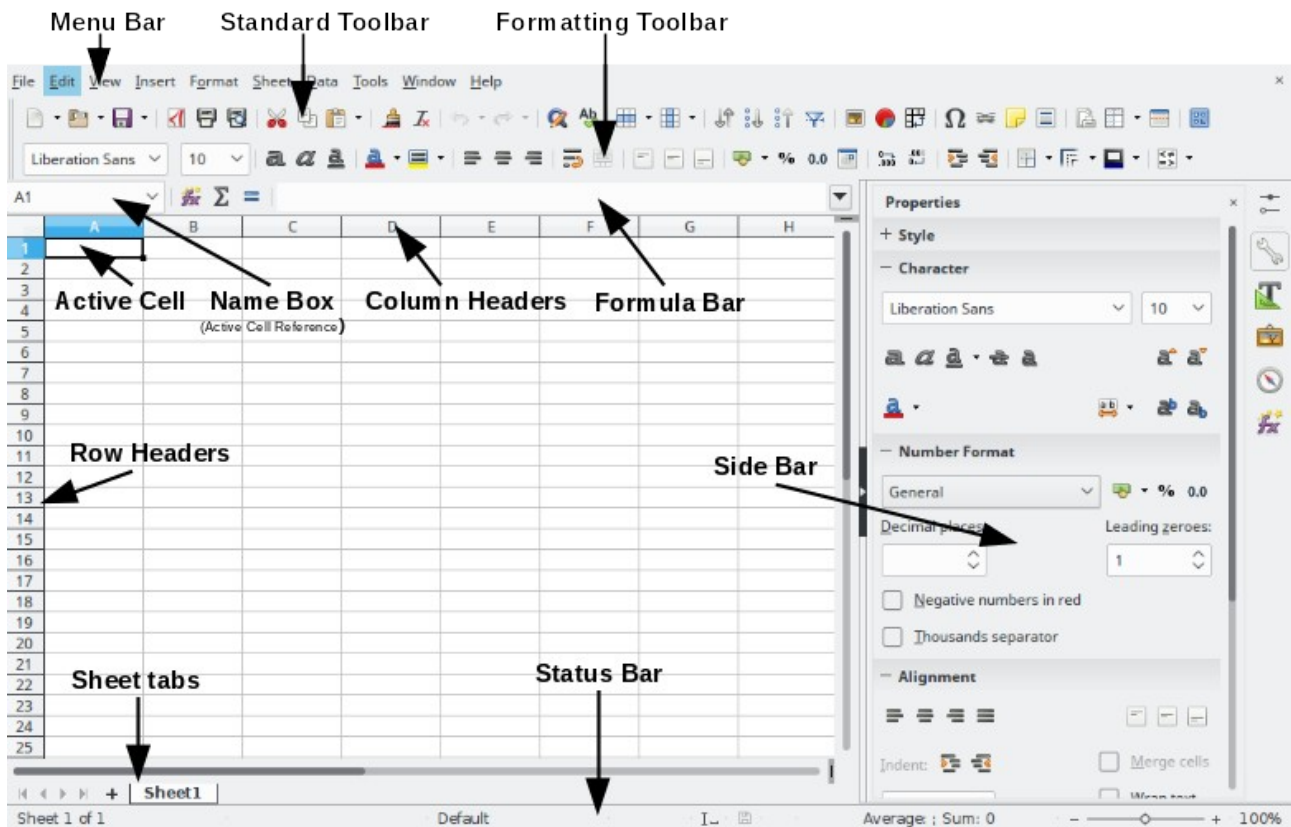 Menu Bar Standard Toolbar Formatting Toolbar
File Edit View Insert Format Sheet Data Tools Window Help
Liberation Sans 10 % 0.0
A1
A B C D E F G H
1
2
3
4
5
6
7
8
9
10
11
12
13
14
15
16
17
18
19
20
21
22
23
24
25
Active Cell Name Box Column Headers Formula Bar
(Active Cell Reference)
Row Headers
Side Bar
Sheet tabs
Status Bar
Properties
+ Style
− Character
Liberation Sans 10
− Number Format
General % 0.0
Decimal places: Leading zeroes:
1
Negative numbers in red
Thousands separator
− Alignment
Indent: Merge cells
Wrap text
+ Sheet1
Sheet 1 of 1 Default Average: ; Sum: 0 − + 100%